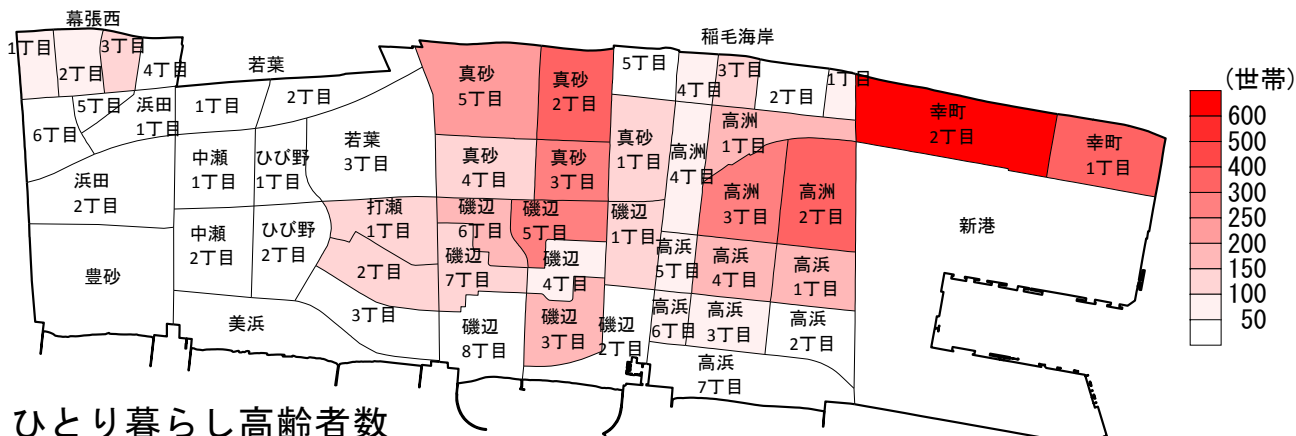 幕張西
1丁目
2丁目
3丁目
4丁目
5丁目
6丁目
浜田
1丁目
浜田
2丁目
豊砂
若葉
1丁目
2丁目
若葉
3丁目
中瀬
1丁目
ひび野
1丁目
中瀬
2丁目
ひび野
2丁目
打瀬
1丁目
2丁目
3丁目
美浜
真砂
5丁目
真砂
2丁目
真砂
1丁目
真砂
4丁目
真砂
3丁目
磯辺
6丁目
磯辺
5丁目
磯辺
1丁目
磯辺
7丁目
磯辺
4丁目
磯辺
8丁目
磯辺
3丁目
磯辺
2丁目
稲毛海岸
5丁目
4丁目
3丁目
2丁目
1丁目
高洲
1丁目
高洲
4丁目
高洲
3丁目
高洲
2丁目
高浜
5丁目
高浜
4丁目
高浜
1丁目
高浜
6丁目
高浜
3丁目
高浜
2丁目
高浜
7丁目
幸町
2丁目
幸町
1丁目
新港
(世帯)
600
500
400
300
250
200
150
100
50
ひとり暮らし高齢者数